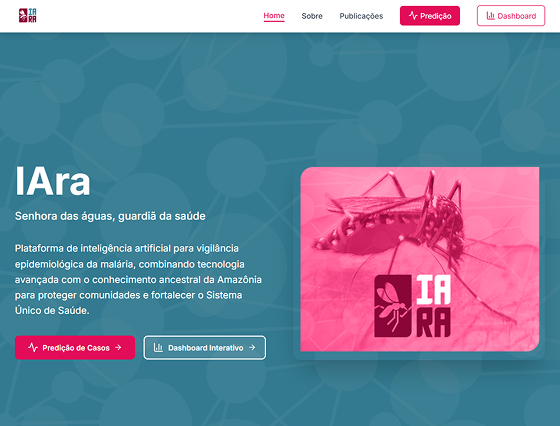 IA
RA
Home
Sobre
Publicações
Predição
Dashboard
IAra
Senhora das águas, guardiã da saúde
Plataforma de inteligência artificial para vigilância
epidemiológica da malária, combinando tecnologia
avançada com o conhecimento ancestral da Amazônia
para proteger comunidades e fortalecer o Sistema
Único de Saúde.
Predição de Casos
Dashboard Interativo
IA
RA